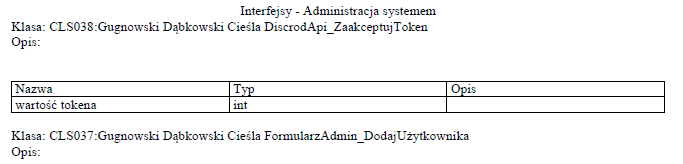 Interfejsy - Administracja systemem
Klasa: CLS038:Gugnowski Dąbkowski Cieśla DiscrodApi_ZaakceptujToken
Opis:
Nazwa Typ Opis
wartość tokena int
Klasa: CLS037:Gugnowski Dąbkowski Cieśla FormularzAdmin_DodajUżytkownika
Opis: